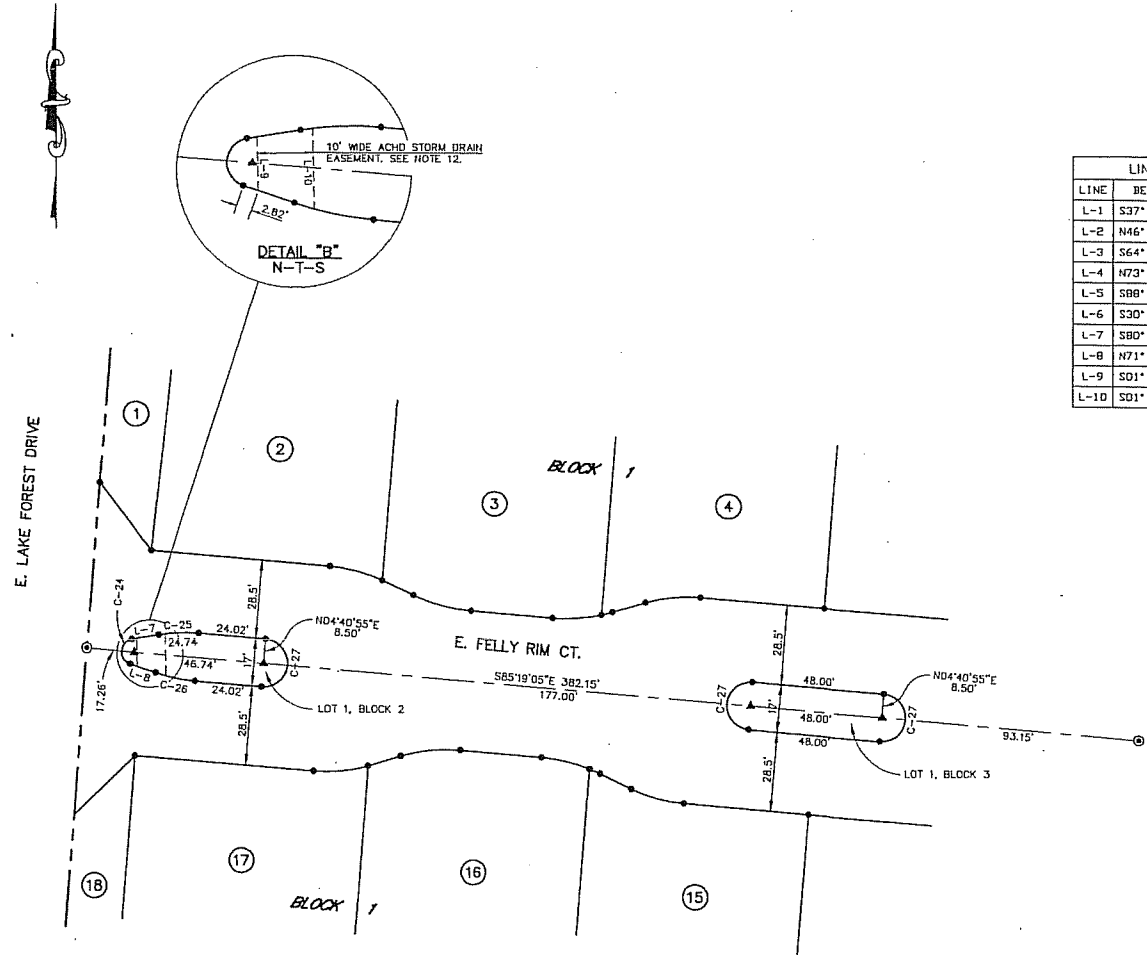 10' WIDE ACHD STORM DRAIN
EASEMENT, SEE NOTE 12.
L-9
L-10
2.82'
DETAIL "B"
N-T-S
LIN
LINE BE
L-1 S37°
L-2 N46°
L-3 S64°
L-4 N73°
L-5 S88°
L-6 S30°
L-7 S80°
L-8 N71°
L-9 S01°
L-10 S01°
E. LAKE FOREST DRIVE
1
2
3
4
BLOCK 1
C-24
L-7
C-25
24.74
24.02'
28.5'
N04°40'55"E
8.50'
C-27
46.74'
17'
L-8
C-26
24.02'
28.5'
17.26'
LOT 1, BLOCK 2
E. FELLY RIM CT.
S85°19'05"E 382.15'
177.00'
28.5'
C-27
48.00'
17'
48.00'
48.00'
28.5'
N04°40'55"E
8.50'
C-27
93.15'
LOT 1, BLOCK 3
18
17
16
15
BLOCK 1